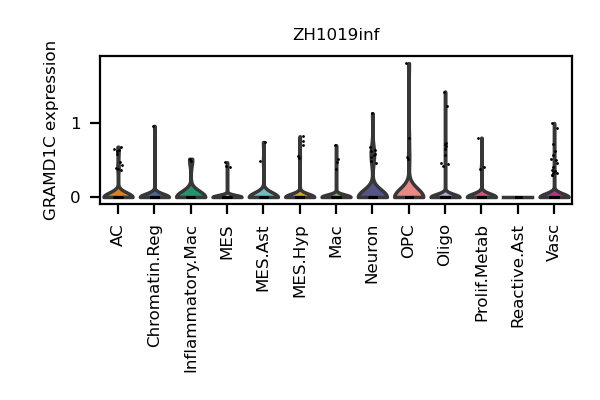 ZH1019inf
GRAMD1C expression
1
0
AC
Chromatin.Reg
Inflammatory.Mac
MES
MES.Ast
MES.Hyp
Mac
Neuron
OPC
Oligo
Prolif.Metab
Reactive.Ast
Vasc